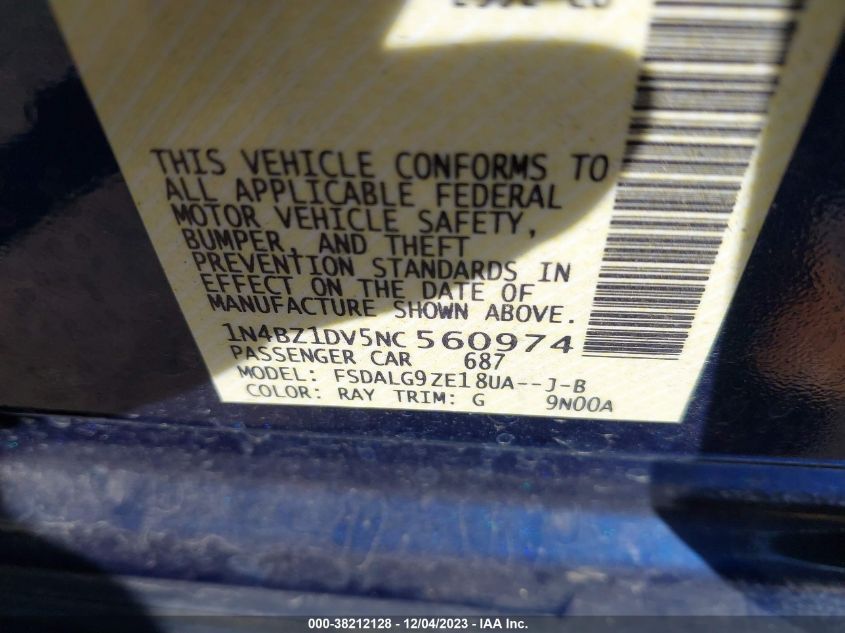 THIS VEHICLE CONFORMS TO
ALL APPLICABLE FEDERAL
MOTOR VEHICLE SAFETY,
BUMPER, AND THEFT
PREVENTION STANDARDS IN
EFFECT ON THE DATE OF
MANUFACTURE SHOWN ABOVE.
1N4BZ1DV5NC560974
PASSENGER CAR 687
MODEL: FSDALG9ZE18UA--J-B
COLOR: RAY TRIM: G 9N00A
000-38212128 - 12/04/2023 - IAA Inc.